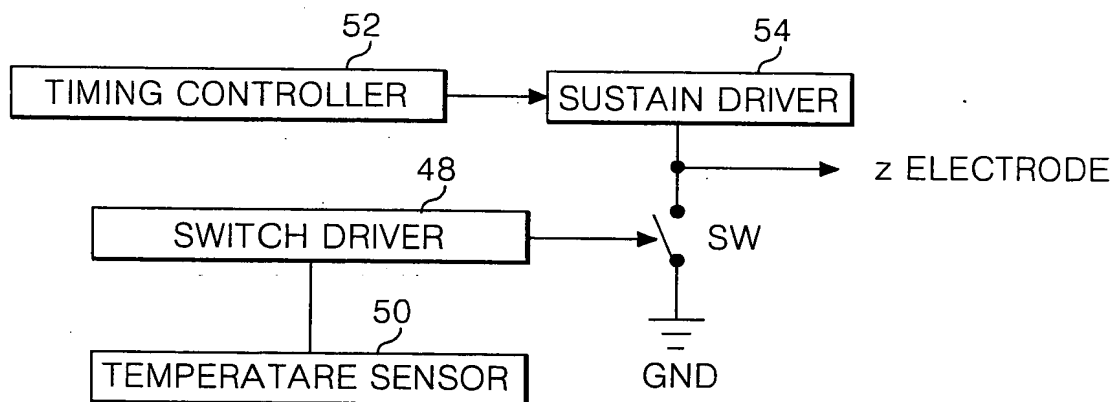 52
54
TIMING CONTROLLER
SUSTAIN DRIVER
z ELECTRODE
48
SWITCH DRIVER
SW
50
TEMPERATARE SENSOR
GND